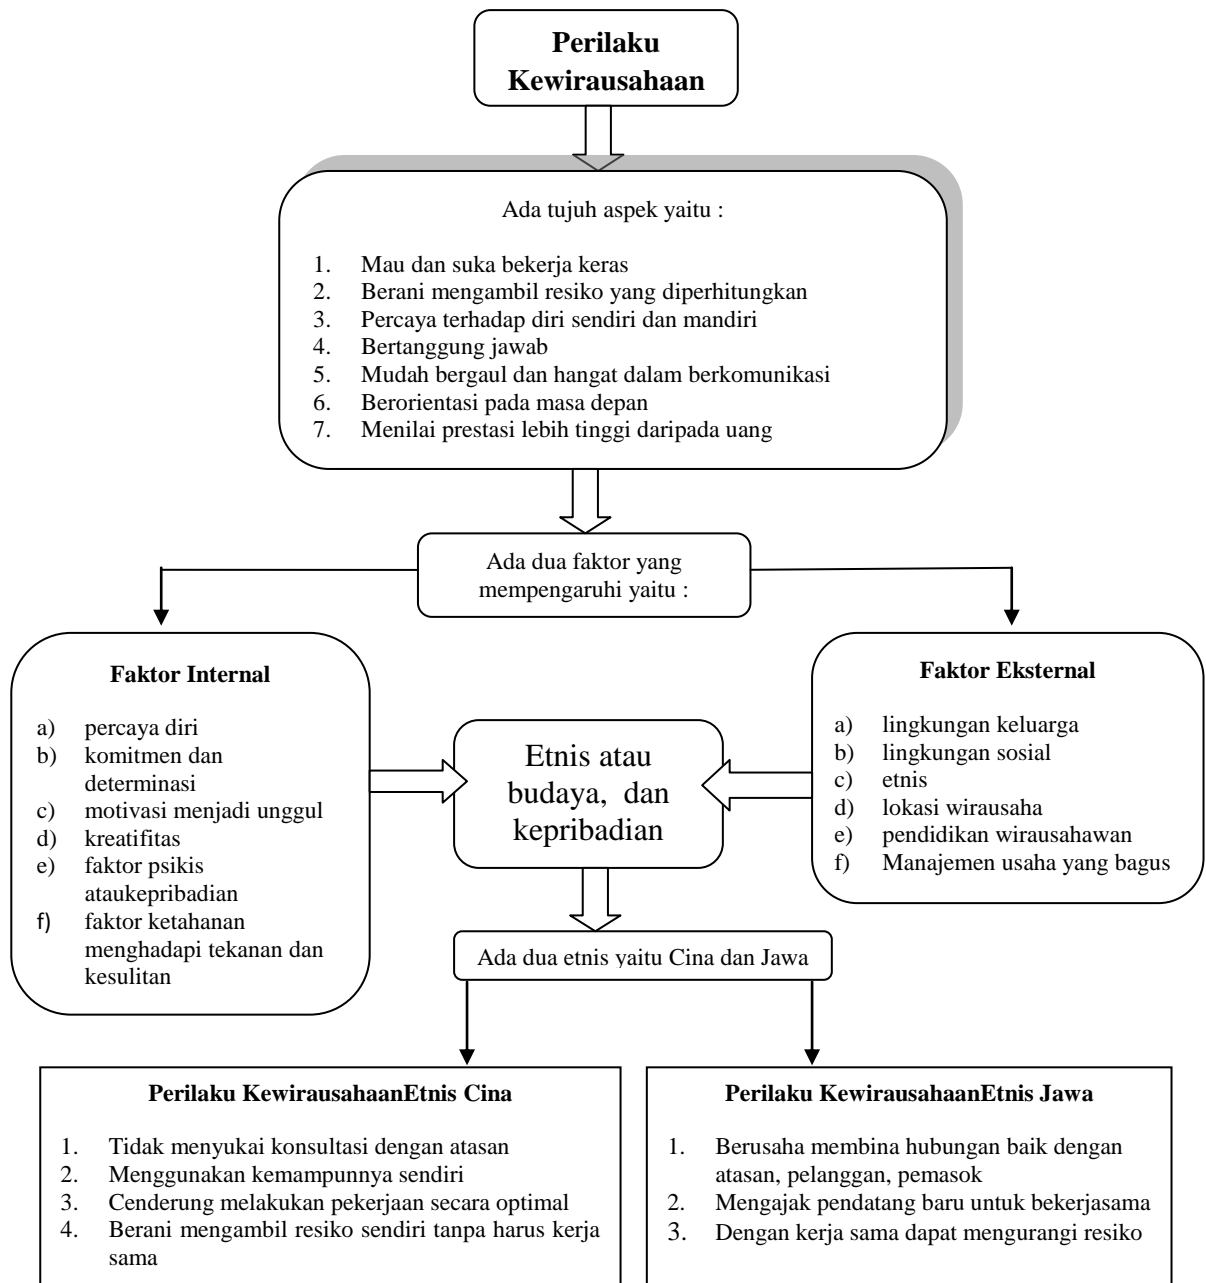 Perilaku
Kewirausahaan
Ada tujuh aspek yaitu :
1. Mau dan suka bekerja keras
2. Berani mengambil resiko yang diperhitungkan
3. Percaya terhadap diri sendiri dan mandiri
4. Bertanggung jawab
5. Mudah bergaul dan hangat dalam berkomunikasi
6. Berorientasi pada masa depan
7. Menilai prestasi lebih tinggi daripada uang
Ada dua faktor yang
mempengaruhi yaitu :
Faktor Internal
a) percaya diri
b) komitmen dan
determinasi
c) motivasi menjadi unggul
d) kreatifitas
e) faktor psikis
ataukepribadian
f) faktor ketahanan
menghadapi tekanan dan
kesulitan
Etnis atau
budaya, dan
kepribadian
Faktor Eksternal
a) lingkungan keluarga
b) lingkungan sosial
c) etnis
d) lokasi wirausaha
e) pendidikan wirausahawan
f) Manajemen usaha yang bagus
Ada dua etnis yaitu Cina dan Jawa
Perilaku KewirausahaanEtnis Cina
1. Tidak menyukai konsultasi dengan atasan
2. Menggunakan kemampunnya sendiri
3. Cenderung melakukan pekerjaan secara optimal
4. Berani mengambil resiko sendiri tanpa harus kerja
sama
Perilaku KewirausahaanEtnis Jawa
1. Berusaha membina hubungan baik dengan
atasan, pelanggan, pemasok
2. Mengajak pendatang baru untuk bekerjasama
3. Dengan kerja sama dapat mengurangi resiko